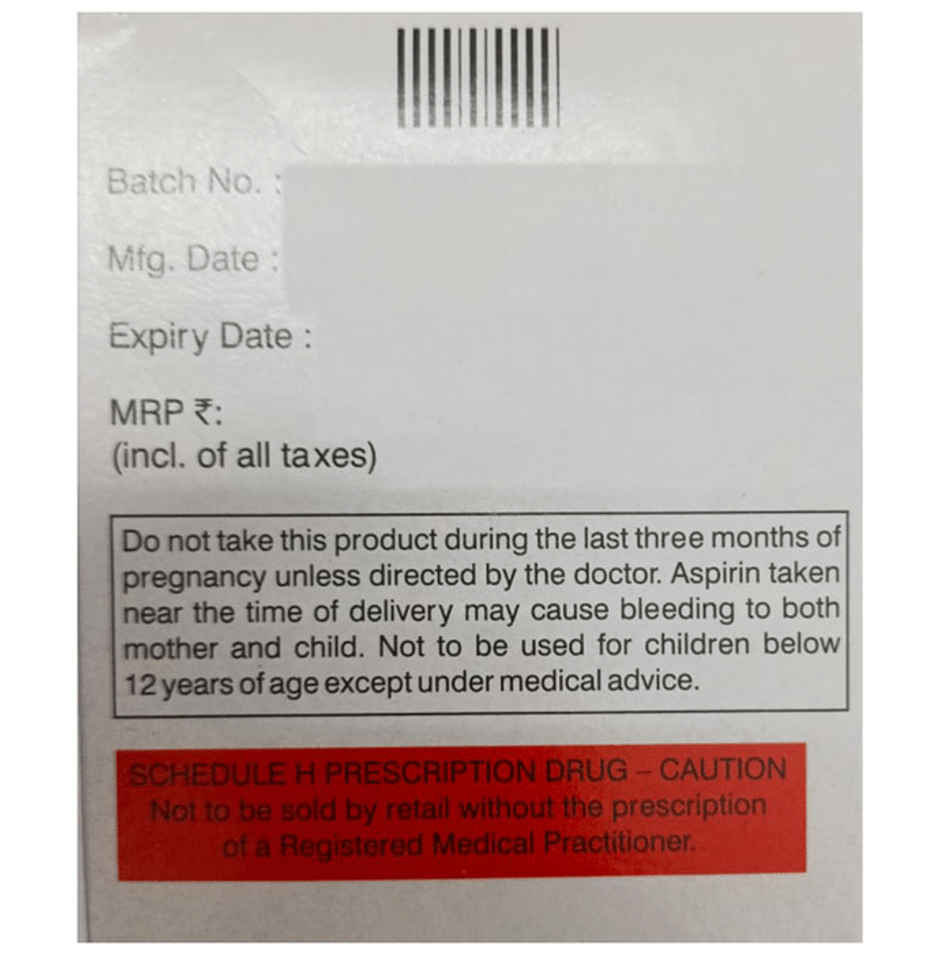 Batch No. :
Mfg. Date :
Expiry Date :
MRP ₹:
(incl. of all taxes)
Do not take this product during the last three months of
pregnancy unless directed by the doctor. Aspirin taken
near the time of delivery may cause bleeding to both
mother and child. Not to be used for children below
12 years of age except under medical advice.
SCHEDULE H PRESCRIPTION DRUG – CAUTION
Not to be sold by retail without the prescription
of a Registered Medical Practitioner.